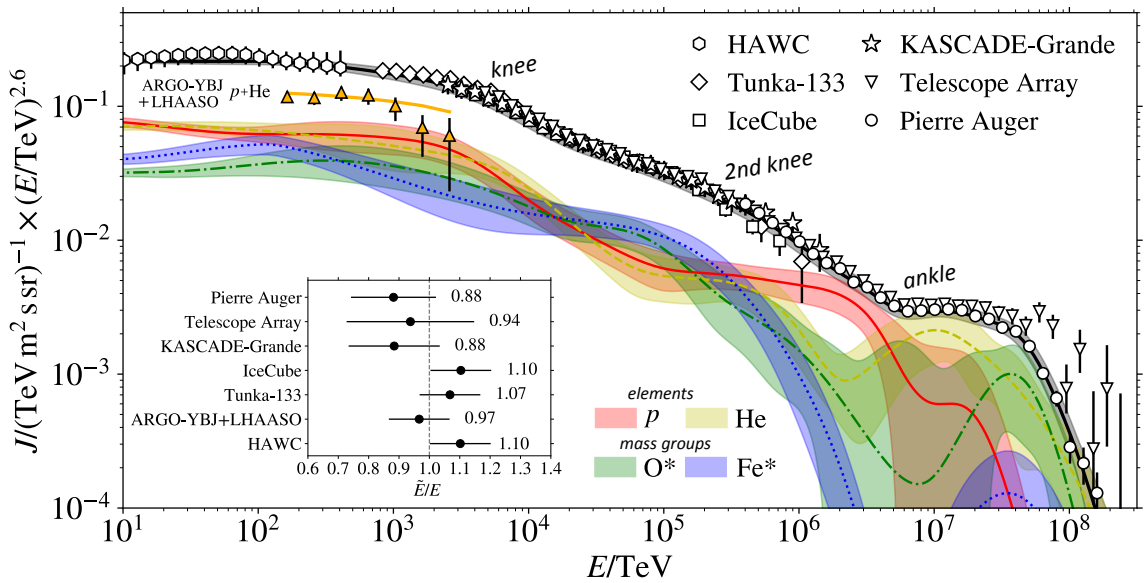 J/(TeV m² s sr)⁻¹ × (E/TeV)²·⁶
10⁻¹
10⁻²
10⁻³
10⁻⁴
HAWC
Tunka-133
IceCube
KASCADE-Grande
Telescope Array
Pierre Auger
knee
2nd knee
ankle
ARGO-YBJ
+LHAASO
p+He
Pierre Auger 0.88
Telescope Array 0.94
KASCADE-Grande 0.88
IceCube 1.10
Tunka-133 1.07
ARGO-YBJ+LHAASO 0.97
HAWC 1.10
0.6 0.7 0.8 0.9 1.0 1.1 1.2 1.3 1.4
Ẽ/E
elements
p He
mass groups
O* Fe*
10¹ 10² 10³ 10⁴ 10⁵ 10⁶ 10⁷ 10⁸
E/TeV